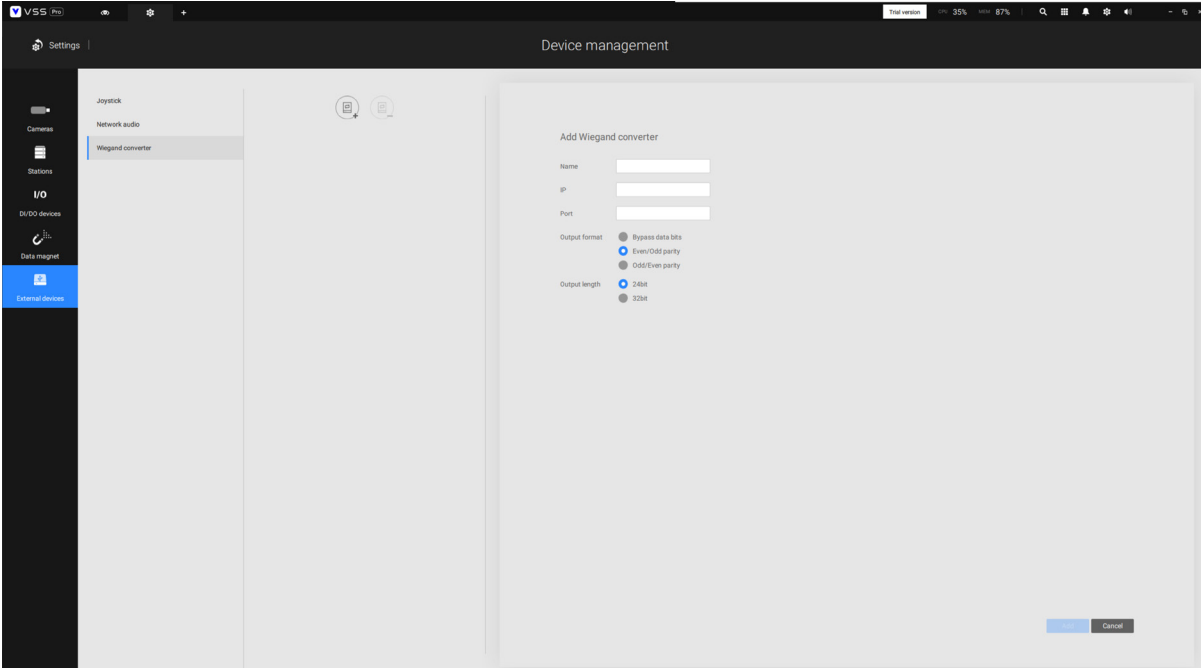 VSS Pro
+
Trial version
CPU 35%
MEM 87%
Settings
Device management
Cameras
Stations
I/O
DI/DO devices
Data magnet
External devices
Joystick
Network audio
Wiegand converter
Add Wiegand converter
Name
IP
Port
Output format
Bypass data bits
Even/Odd parity
Odd/Even parity
Output length
24bit
32bit
Add
Cancel